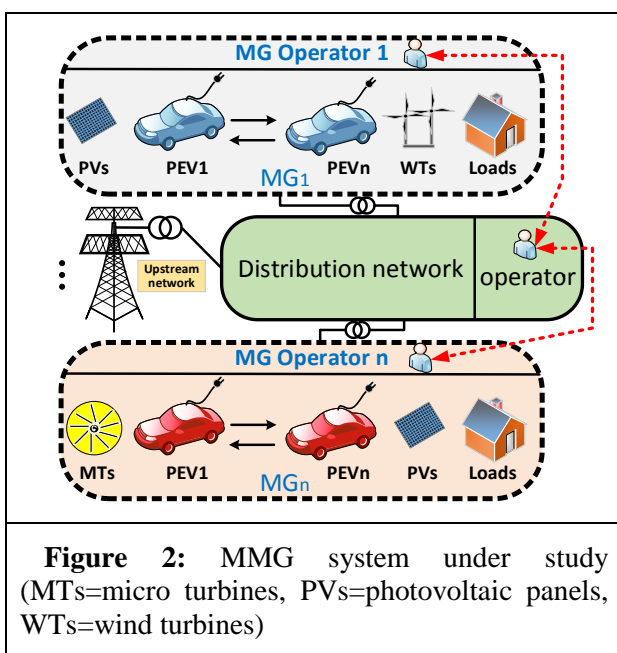 MG Operator 1
PVs PEV1 PEVn WTs Loads
MG1
Upstream
network
Distribution network
operator
MG Operator n
MTs PEV1 PEVn PVs Loads
MGn
Figure 2: MMG system under study
(MTs=micro turbines, PVs=photovoltaic panels,
WTs=wind turbines)